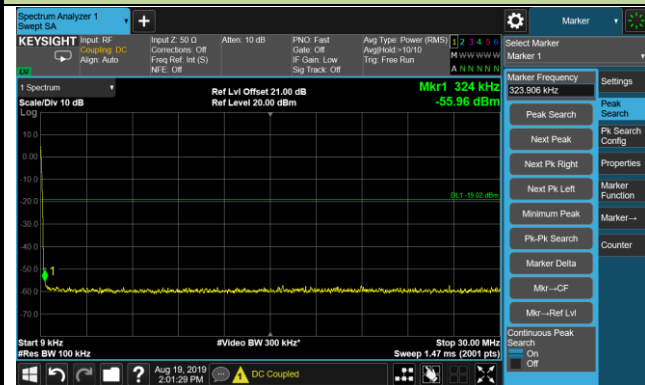 Spectrum Analyzer 1
Swept SA
Marker
KEYSIGHT
Input: RF
Coupling: DC
Align: Auto
Input Z: 50 Ω
Corrections: Off
Freq Ref: Int (S)
NFE: Off
Atten: 10 dB
PNO: Fast
Gate: Off
IF Gain: Low
Sig Track: Off
Avg Type: Power (RMS)
Avg|Hold:>10/10
Trig: Free Run
1 2 3 4 5 6
M W W W W W
A N N N N N
Select Marker
Marker 1
1 Spectrum
Scale/Div 10 dB
Log
Ref Lvl Offset 21.00 dB
Ref Level 20.00 dBm
Mkr1 324 kHz
-55.96 dBm
Marker Frequency
323.906 kHz
Settings
Peak Search
Peak
Search
Next Peak
Pk Search
Config
Next Pk Right
Properties
Next Pk Left
Marker
Function
Minimum Peak
Marker→
Pk-Pk Search
Counter
Marker Delta
Mkr→CF
Mkr→Ref Lvl
Continuous Peak
Search
On
Off
10.0
0.00
-10.0
-20.0
-30.0
-40.0
-50.0
-60.0
-70.0
DL1 -19.02 dBm
1
Start 9 kHz
#Res BW 100 kHz
#Video BW 300 kHz*
Stop 30.00 MHz
Sweep 1.47 ms (2001 pts)
Aug 19, 2019
2:01:29 PM
DC Coupled